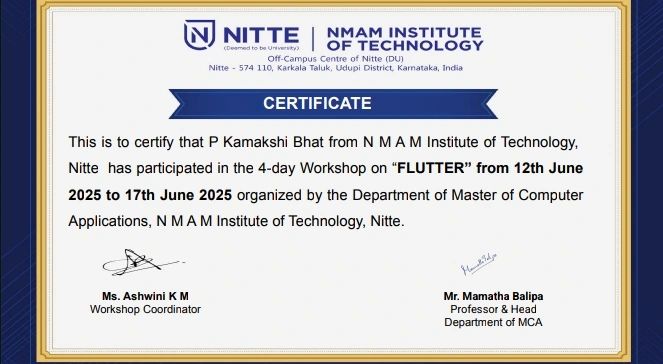 NITTE
(Deemed to be University)
NMAM INSTITUTE
OF TECHNOLOGY
Off-Campus Centre of Nitte (DU)
Nitte - 574 110, Karkala Taluk, Udupi District, Karnataka, India
CERTIFICATE
This is to certify that P Kamakshi Bhat from N M A M Institute of Technology,
Nitte has participated in the 4-day Workshop on “FLUTTER” from 12th June
2025 to 17th June 2025 organized by the Department of Master of Computer
Applications, N M A M Institute of Technology, Nitte.
Ms. Ashwini K M
Workshop Coordinator
Mr. Mamatha Balipa
Professor & Head
Department of MCA